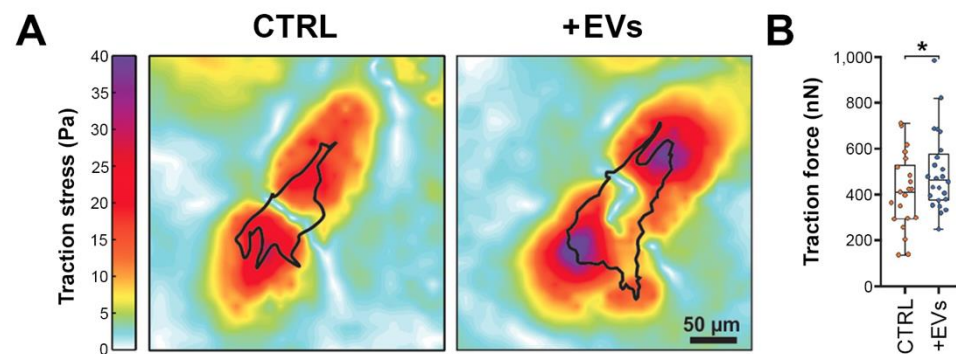 A
CTRL
+EVs
Traction stress (Pa)
40
35
30
25
20
15
10
5
0
50 µm
B
*
Traction force (nN)
1,000
800
600
400
200
0
CTRL
+EVs